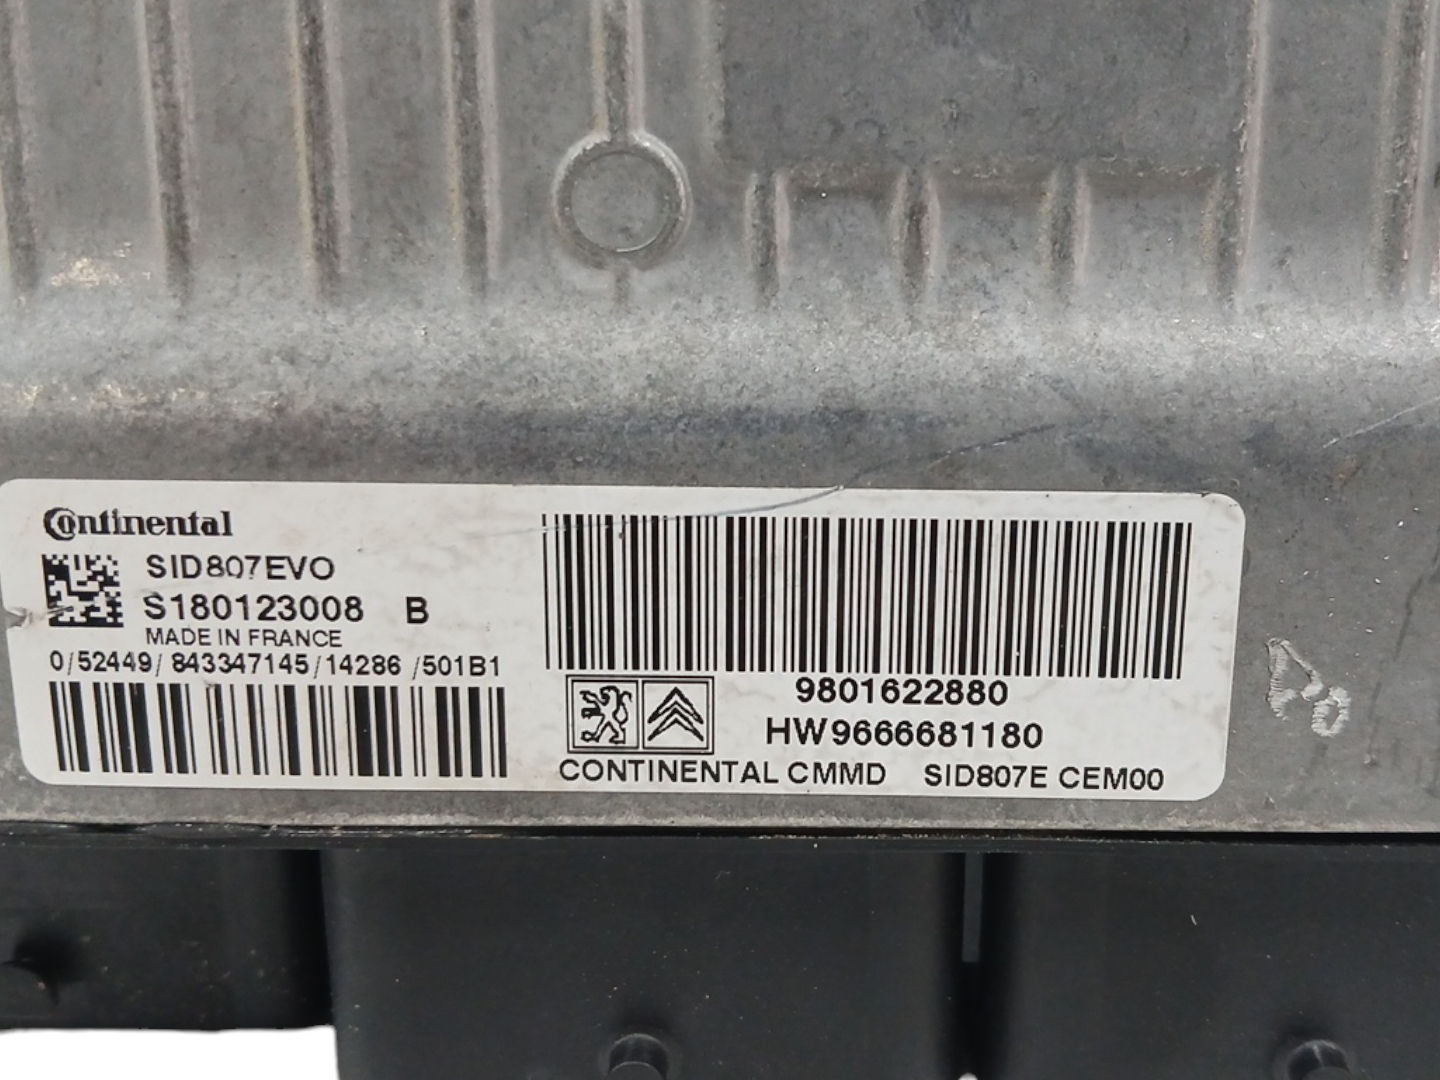 Continental
SID807EVO
S180123008 B
MADE IN FRANCE
0/52449/843347145/14286 /501B1
9801622880
HW9666681180
CONTINENTAL CMMD SID807E CEM00